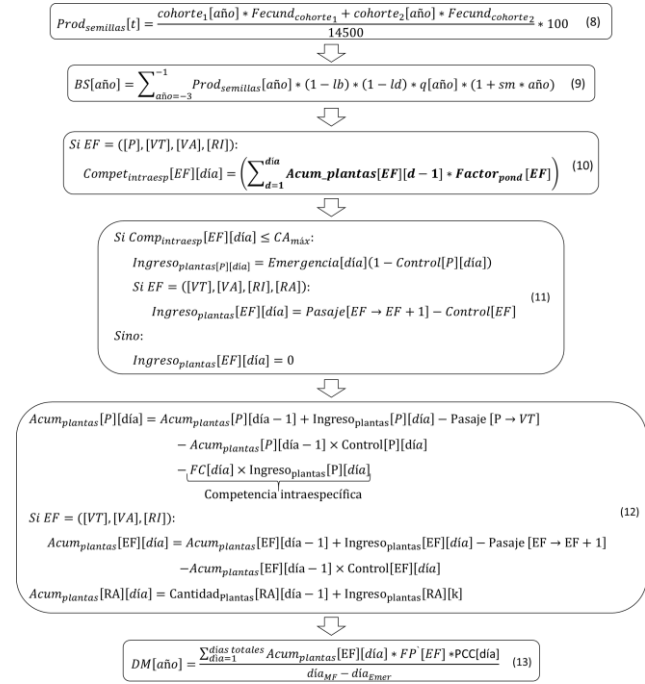 Prod_semillas[t] = (cohorte_1[año] * Fecund_cohorte_1 + cohorte_2[año] * Fecund_cohorte_2) / 14500 * 100 (8)
BS[año] = ∑_{año=−3}^{−1} Prod_semillas[año] * (1 − lb) * (1 − ld) * q[año] * (1 + sm * año) (9)
Si EF = ([P], [VT], [VA], [RI]):
Compet_intraesp[EF][día] = (∑_{d=1}^{día} Acum_plantas[EF][d − 1] * Factor_pond [EF]) (10)
Si Comp_intraesp[EF][día] ≤ CA_máx:
Ingreso_plantas[P][día] = Emergencia[día](1 − Control[P][día])
Si EF = ([VT], [VA], [RI], [RA]):
Ingreso_plantas[EF][día] = Pasaje[EF → EF + 1] − Control[EF] (11)
Sino:
Ingreso_plantas[EF][día] = 0
Acum_plantas[P][día] = Acum_plantas[P][día − 1] + Ingreso_plantas[P][día] − Pasaje [P → VT]
− Acum_plantas[P][día − 1] × Control[P][día]
− FC[día] × Ingreso_plantas[P][día]
Competencia intraespecífica
Si EF = ([VT], [VA], [RI]): (12)
Acum_plantas[EF][día] = Acum_plantas[EF][día − 1] + Ingreso_plantas[EF][día] − Pasaje [EF → EF + 1]
−Acum_plantas[EF][día − 1] × Control[EF][día]
Acum_plantas[RA][día] = Cantidad_Plantas[RA][día − 1] + Ingreso_plantas[RA][k]
DM[año] = (∑_{día=1}^{días totales} Acum_plantas[EF][día] * FP`[EF] *PCC[día]) / (día_MF − día_Emer) (13)